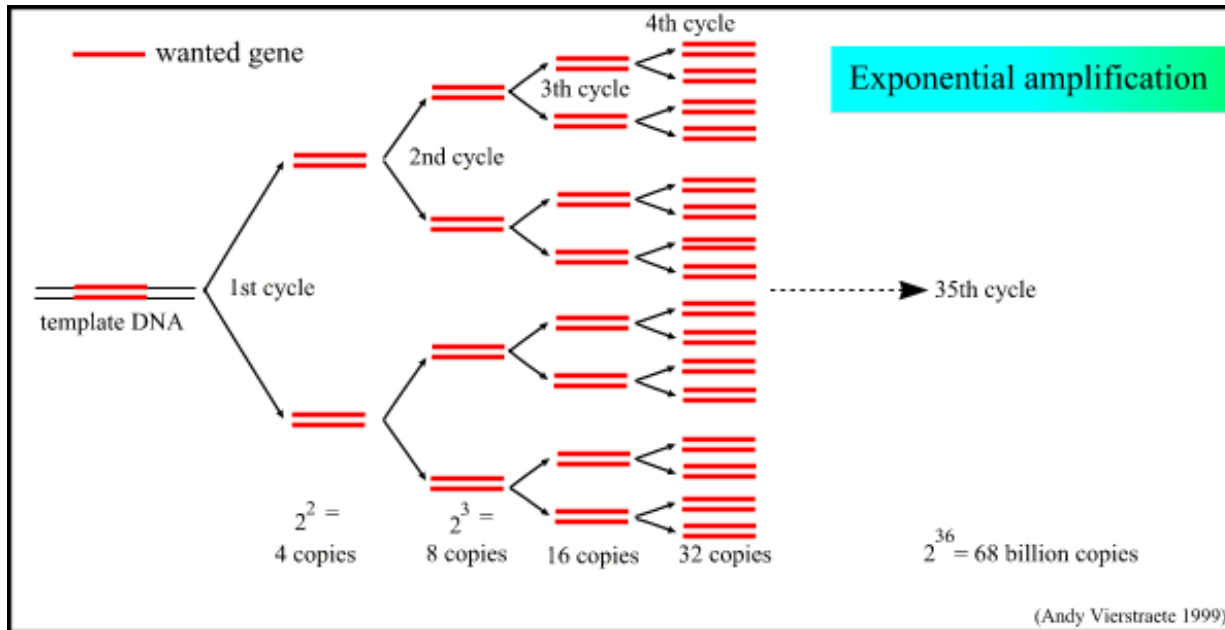 4th cycle
wanted gene
Exponential amplification
3th cycle
2nd cycle
1st cycle
35th cycle
template DNA
2² =
4 copies
2³ =
8 copies
16 copies
32 copies
2³⁶ = 68 billion copies
(Andy Vierstraete 1999)